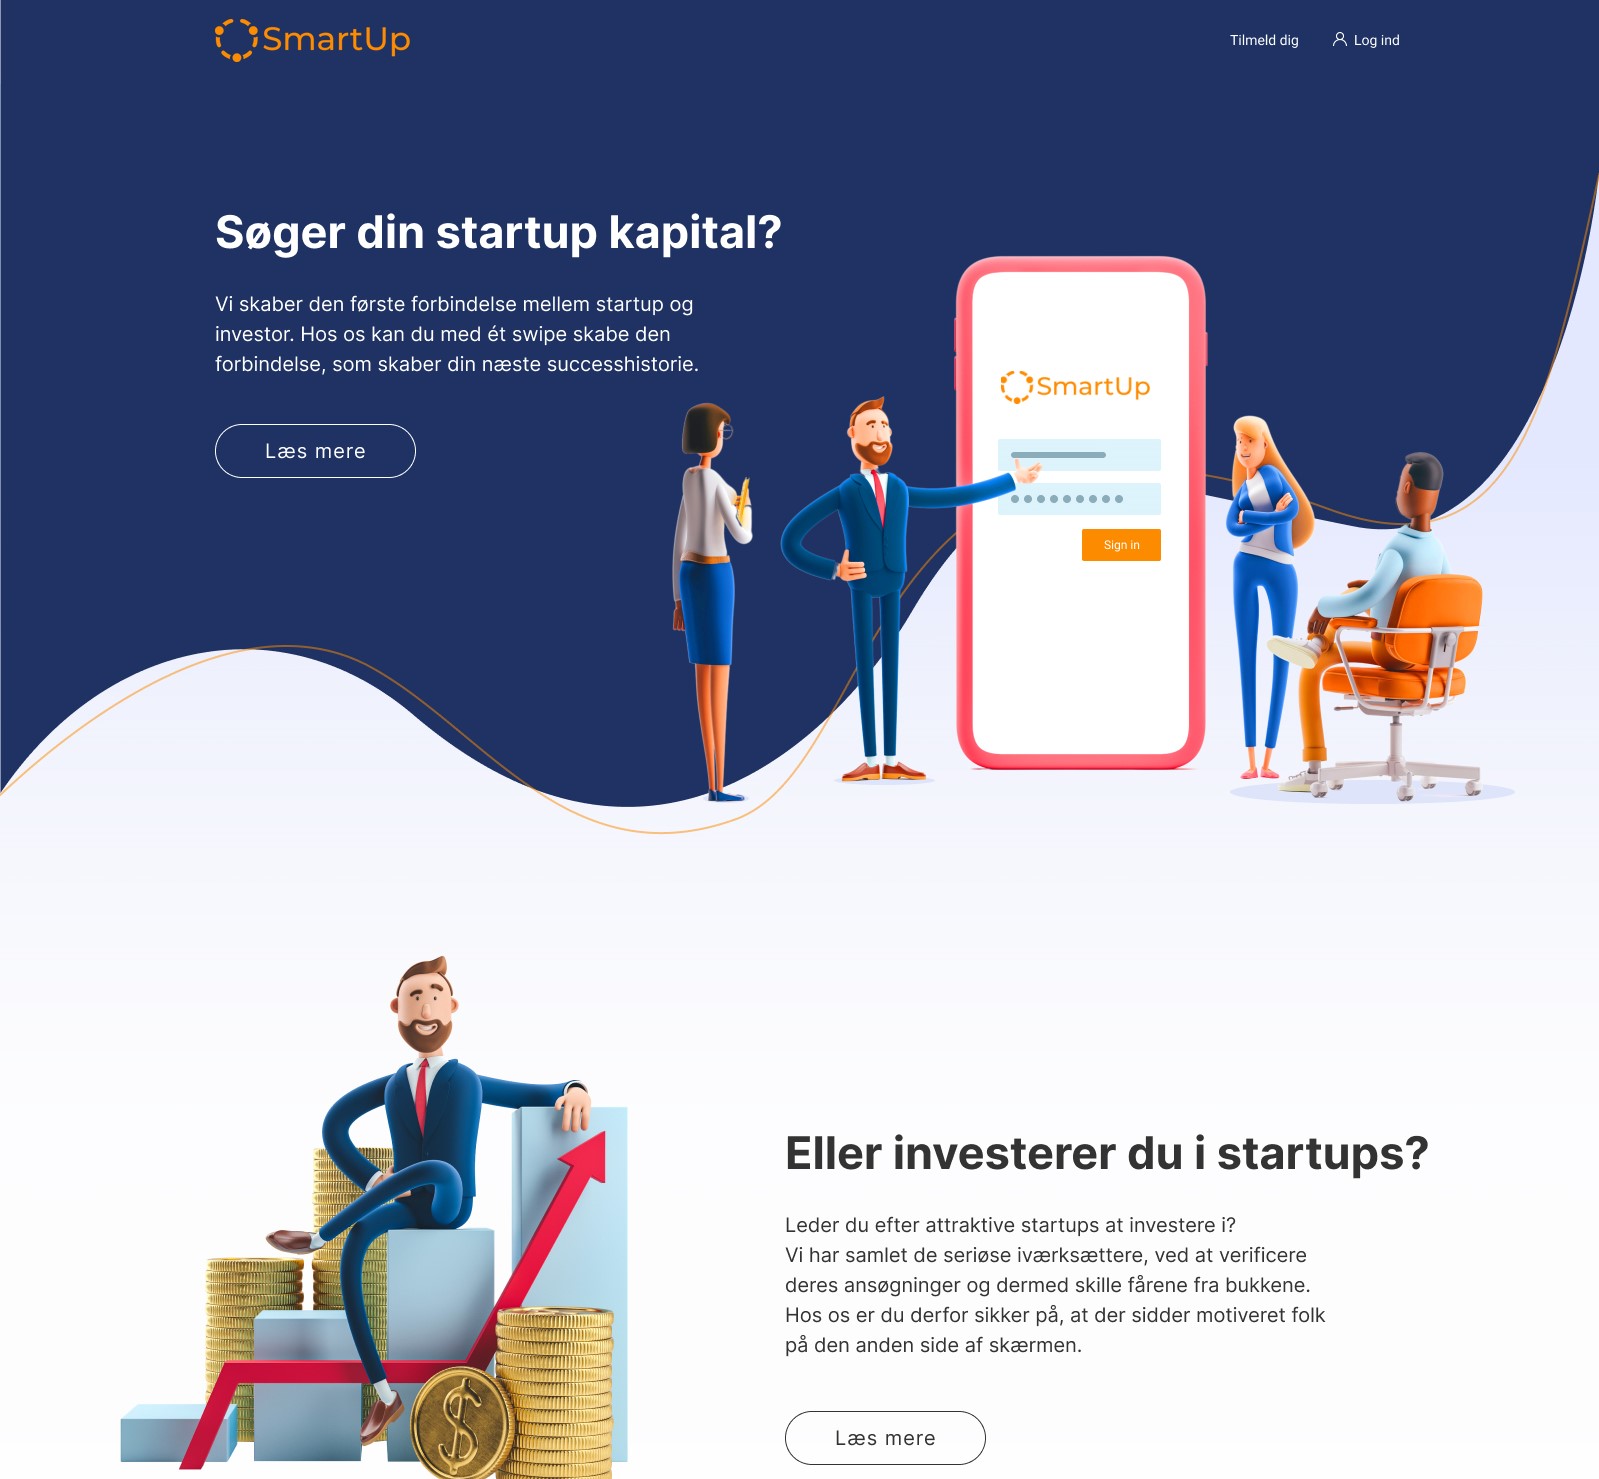 SmartUp
Tilmeld dig
Log ind
Søger din startup kapital?
Vi skaber den første forbindelse mellem startup og
investor. Hos os kan du med ét swipe skabe den
forbindelse, som skaber din næste successhistorie.
Læs mere
SmartUp
Sign in
Eller investerer du i startups?
Leder du efter attraktive startups at investere i?
Vi har samlet de seriøse iværksættere, ved at verificere
deres ansøgninger og dermed skille fårene fra bukkene.
Hos os er du derfor sikker på, at der sidder motiveret folk
på den anden side af skærmen.
Læs mere